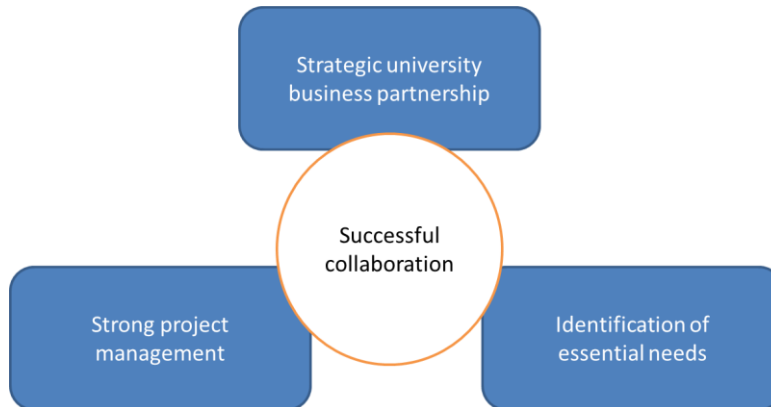 Strategic university
business partnership
Successful
collaboration
Strong project
management
Identification of
essential needs